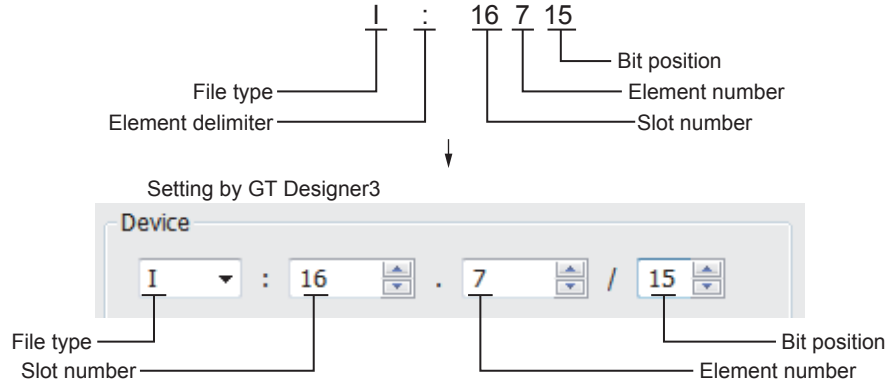 I : 16 7 15
Bit position
File type Element number
Element delimiter Slot number
Setting by GT Designer3
Device
I : 16 . 7 / 15
File type Bit position
Slot number Element number